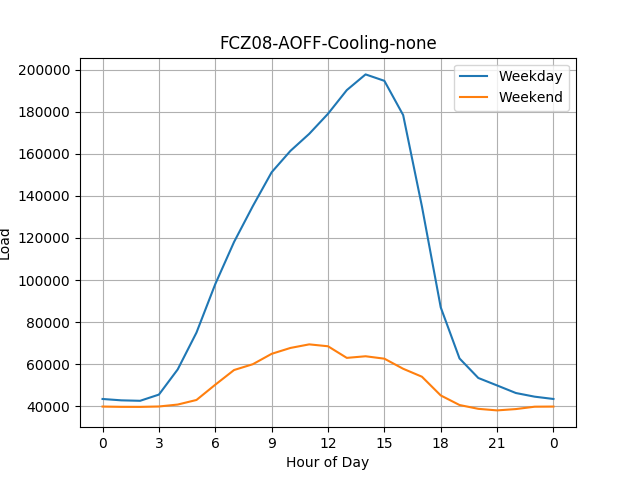 FCZ08-AOFF-Cooling-none
200000
180000
160000
140000
120000
100000
80000
60000
40000
Load
Weekday
Weekend
0 3 6 9 12 15 18 21 0
Hour of Day